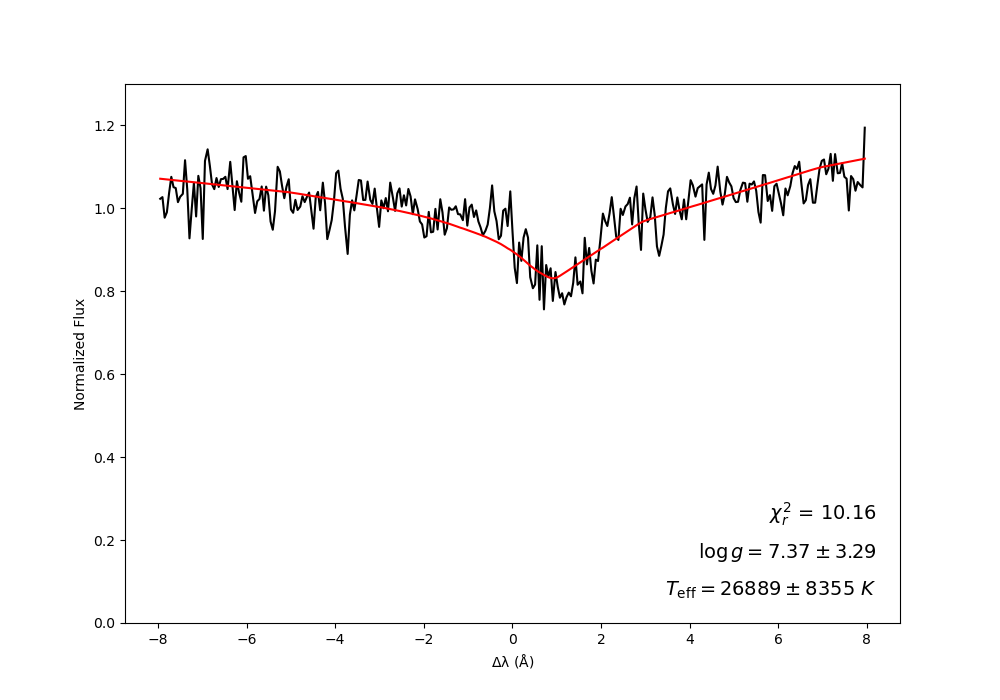 1.2
1.0
0.8
0.6
0.4
0.2
0.0
Normalized Flux
χ²ᵣ = 10.16
log g = 7.37 ± 3.29
T_eff = 26889 ± 8355 K
−8 −6 −4 −2 0 2 4 6 8
Δλ (Å)